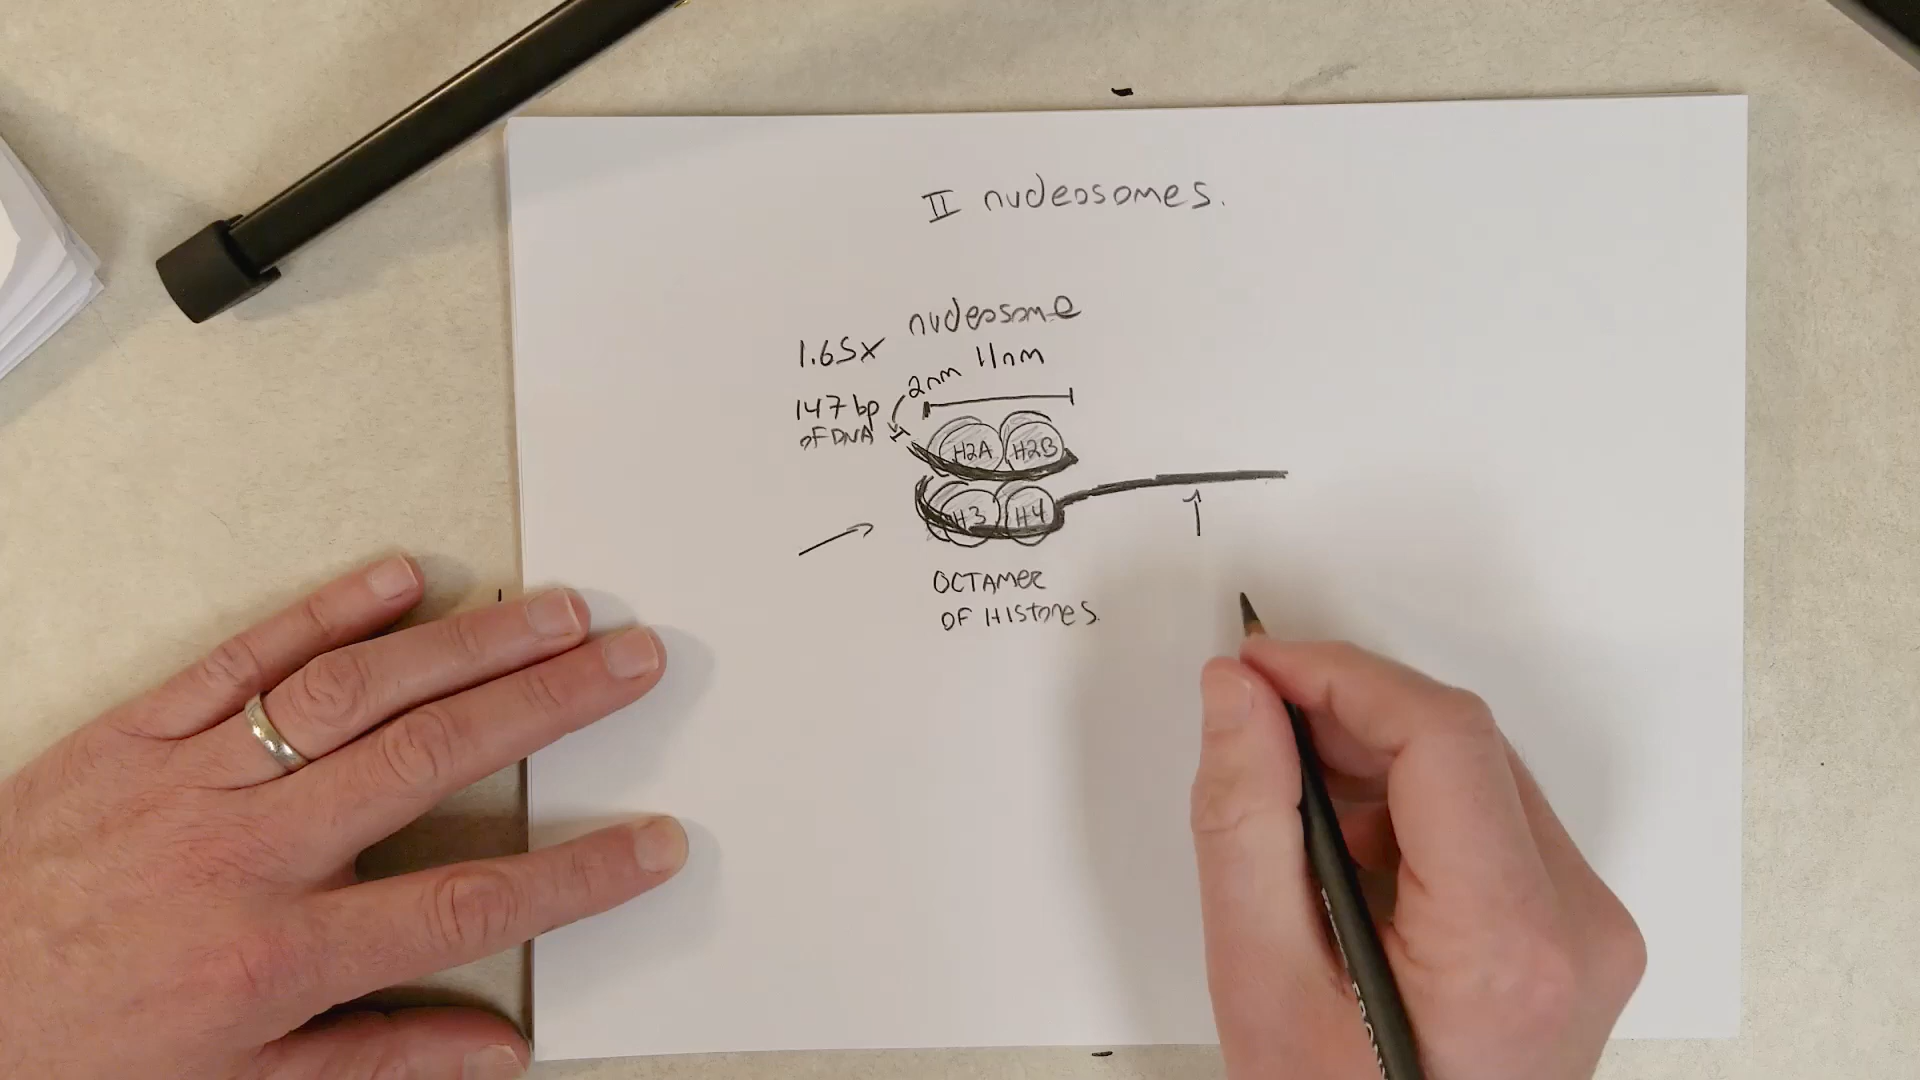 II nucleosomes.
nucleosome
1.65x
2nm 11nm
147 bp
of DNA
H2A H2B
H3 H4
OCTAMER
OF HISTONES